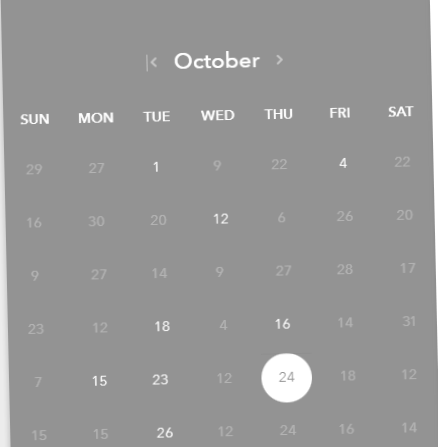 |< October >
SUN MON TUE WED THU FRI SAT
29 27 1 9 22 4 22
16 30 20 12 6 26 20
9 27 14 9 27 28 17
23 12 18 4 16 14 31
7 15 23 12 24 18 12
15 15 26 12 24 16 14